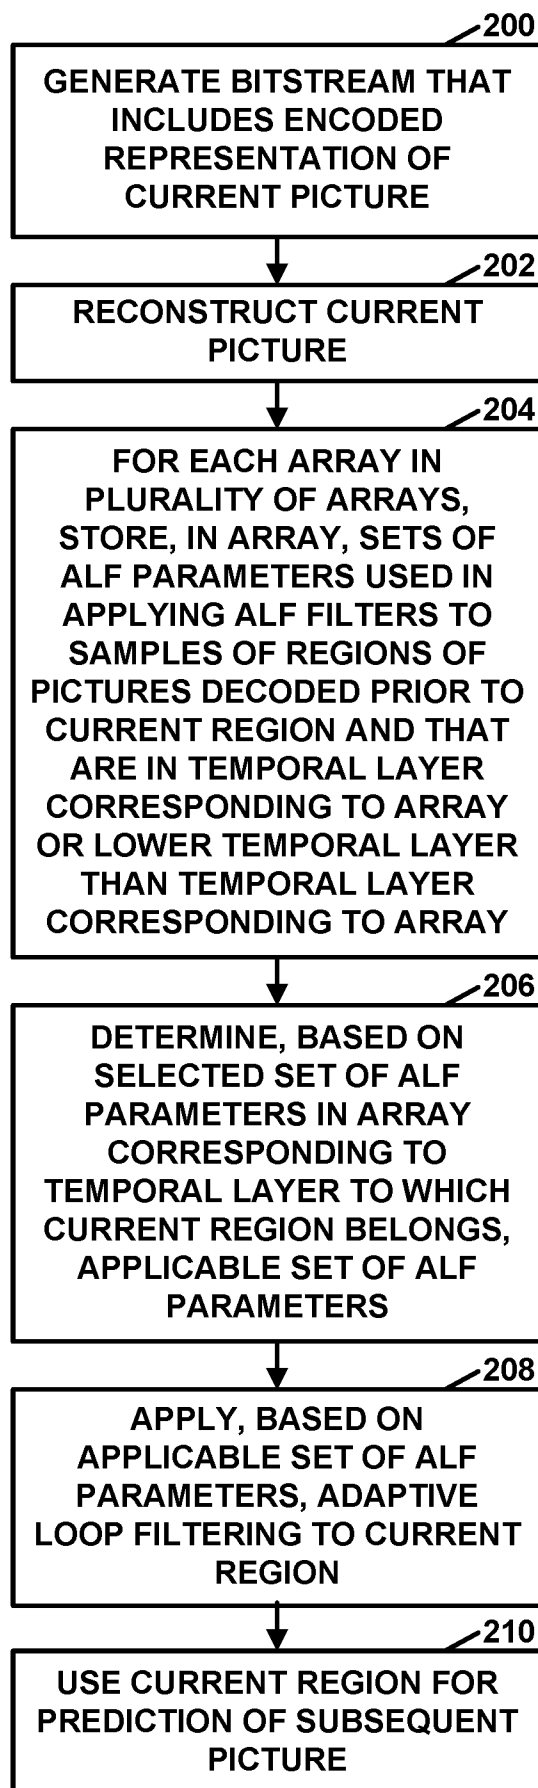 200
GENERATE BITSTREAM THAT
INCLUDES ENCODED
REPRESENTATION OF
CURRENT PICTURE
202
RECONSTRUCT CURRENT
PICTURE
204
FOR EACH ARRAY IN
PLURALITY OF ARRAYS,
STORE, IN ARRAY, SETS OF
ALF PARAMETERS USED IN
APPLYING ALF FILTERS TO
SAMPLES OF REGIONS OF
PICTURES DECODED PRIOR TO
CURRENT REGION AND THAT
ARE IN TEMPORAL LAYER
CORRESPONDING TO ARRAY
OR LOWER TEMPORAL LAYER
THAN TEMPORAL LAYER
CORRESPONDING TO ARRAY
206
DETERMINE, BASED ON
SELECTED SET OF ALF
PARAMETERS IN ARRAY
CORRESPONDING TO
TEMPORAL LAYER TO WHICH
CURRENT REGION BELONGS,
APPLICABLE SET OF ALF
PARAMETERS
208
APPLY, BASED ON
APPLICABLE SET OF ALF
PARAMETERS, ADAPTIVE
LOOP FILTERING TO CURRENT
REGION
210
USE CURRENT REGION FOR
PREDICTION OF SUBSEQUENT
PICTURE